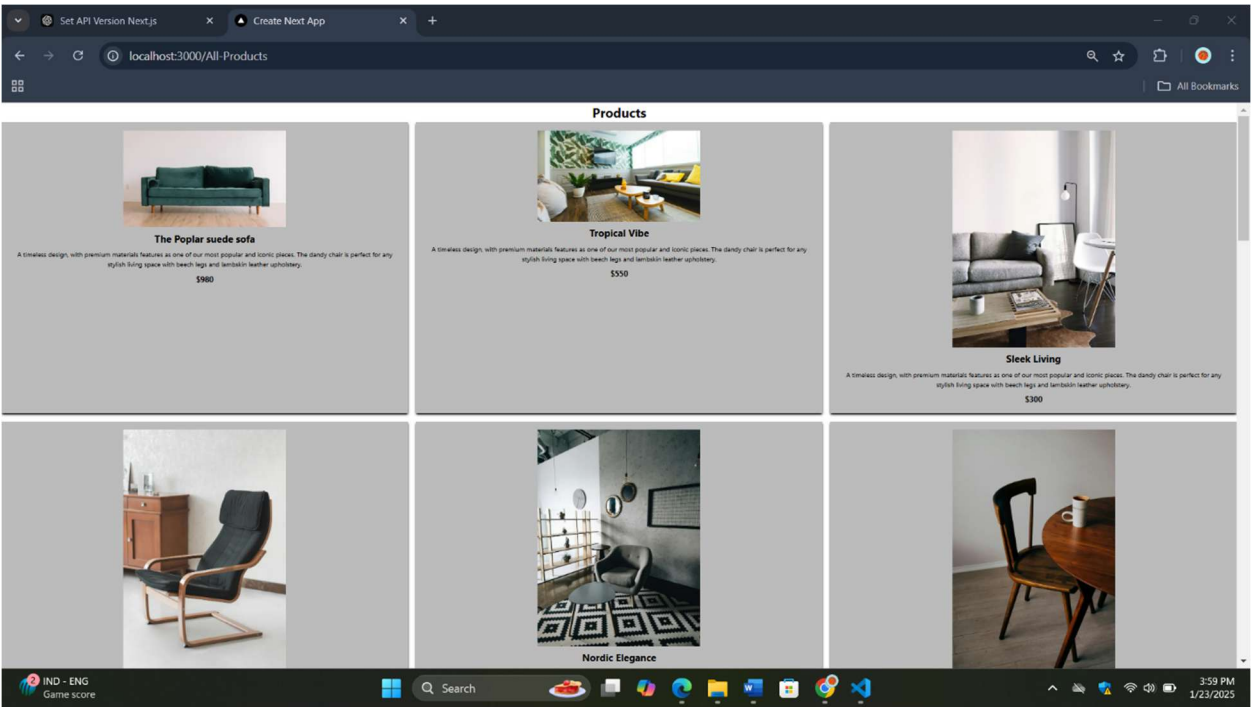 Set API Version Next.js
Create Next App
localhost:3000/All-Products
All Bookmarks
Products
The Poplar suede sofa
A timeless design, with premium materials features as one of our most popular and iconic pieces. The dandy chair is perfect for any
stylish living space with beech legs and lambskin leather upholstery.
$980
Tropical Vibe
A timeless design, with premium materials features as one of our most popular and iconic pieces. The dandy chair is perfect for any
stylish living space with beech legs and lambskin leather upholstery.
$550
Sleek Living
A timeless design, with premium materials features as one of our most popular and iconic pieces. The dandy chair is perfect for any
stylish living space with beech legs and lambskin leather upholstery.
$300
Nordic Elegance
2
IND - ENG
Game score
Search
3:59 PM
1/23/2025